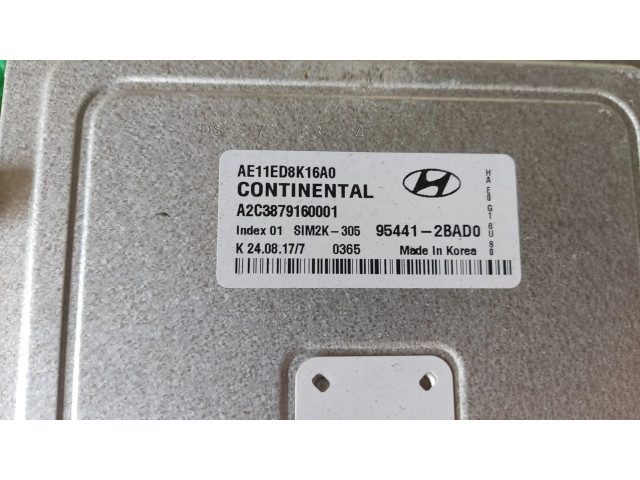 AE11ED8K16A0
CONTINENTAL
A2C3879160001
Index 01 SIM2K-305 95441-2BAD0
K 24.08.17/7 0365 Made in Korea